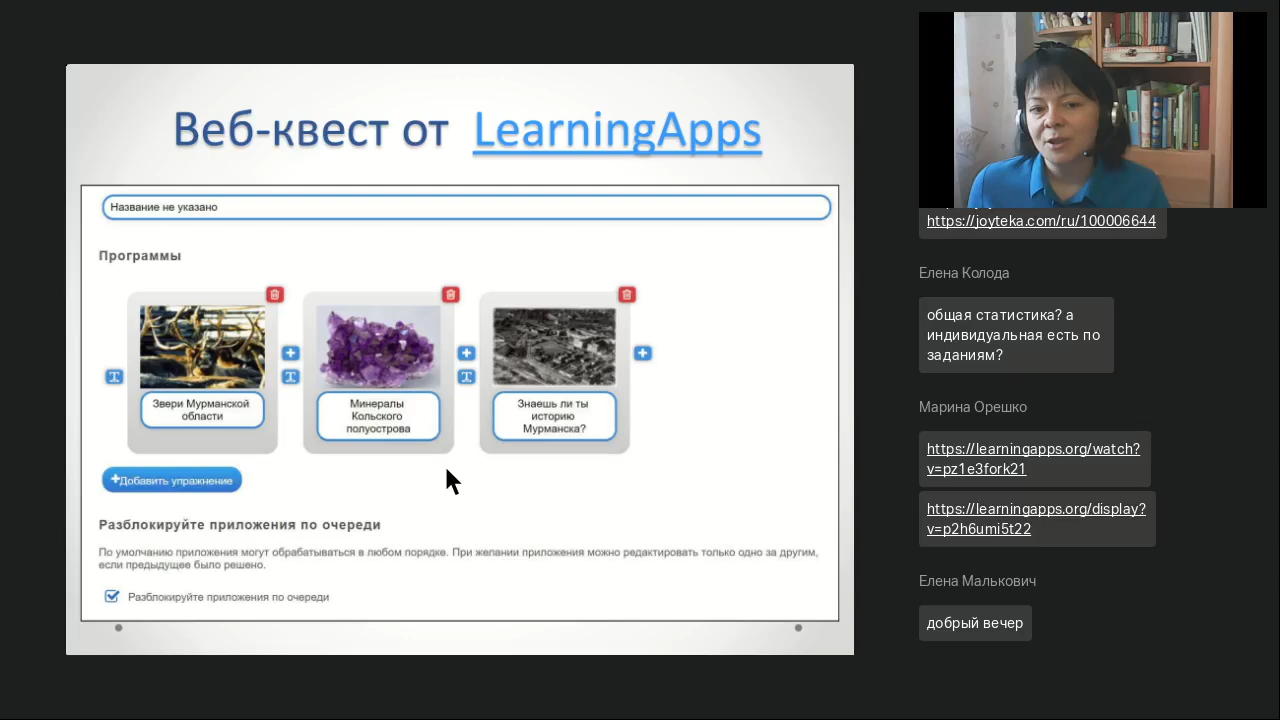 Веб-квест от LearningApps
Название не указано
Программы
Звери Мурманской
области
Минералы
Кольского
полуострова
Знаешь ли ты
историю
Мурманска?
Добавить упражнение
Разблокируйте приложения по очереди
По умолчанию приложения могут обрабатываться в любом порядке. При желании приложения можно редактировать только одно за другим,
если предыдущее было решено.
Разблокируйте приложения по очереди
https://joyteka.com/ru/100006644
Елена Колода
общая статистика? а
индивидуальная есть по
заданиям?
Марина Орешко
https://learningapps.org/watch?
v=pz1e3fork21
https://learningapps.org/display?
v=p2h6umi5t22
Елена Малькович
добрый вечер